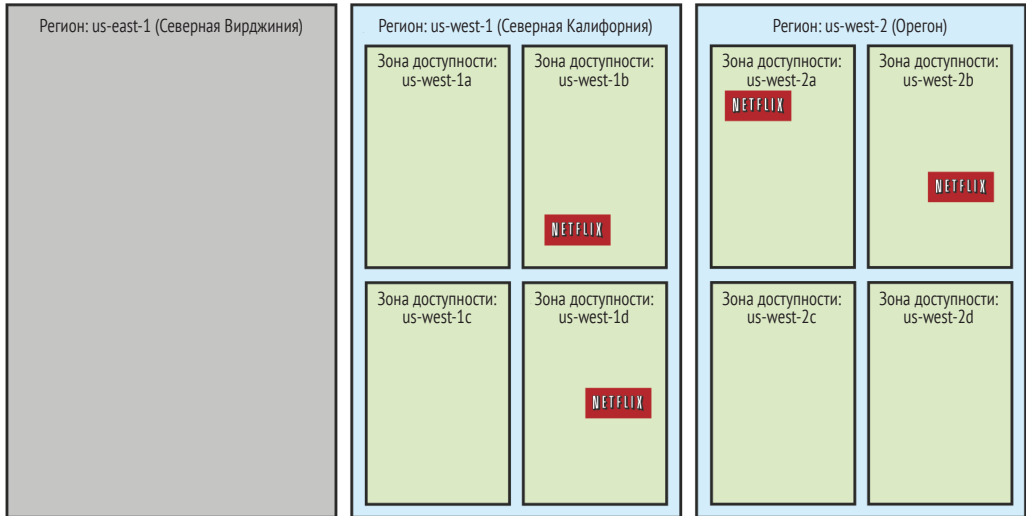 Регион: us-east-1 (Северная Вирджиния)
Регион: us-west-1 (Северная Калифорния)
Зона доступности:
us-west-1a
Зона доступности:
us-west-1b
NETFLIX
Зона доступности:
us-west-1c
Зона доступности:
us-west-1d
NETFLIX
Регион: us-west-2 (Орегон)
Зона доступности:
us-west-2a
NETFLIX
Зона доступности:
us-west-2b
NETFLIX
Зона доступности:
us-west-2c
Зона доступности:
us-west-2d